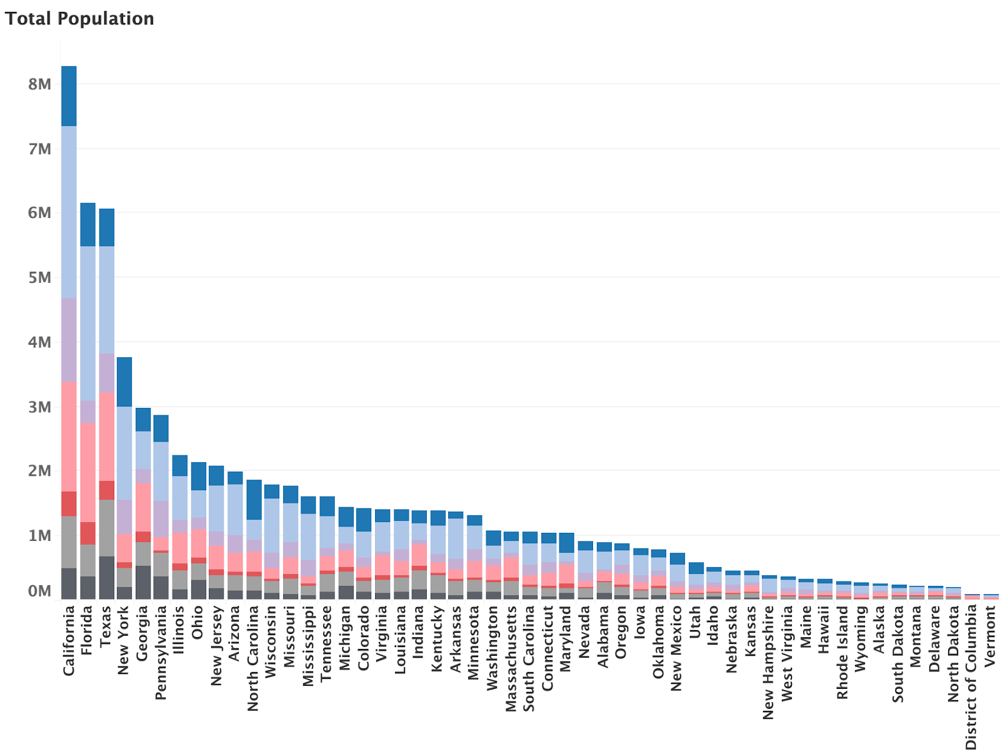 Total Population
8M
7M
6M
5M
4M
3M
2M
1M
0M
California
Florida
Texas
New York
Georgia
Pennsylvania
Illinois
Ohio
New Jersey
Arizona
North Carolina
Wisconsin
Missouri
Mississippi
Tennessee
Michigan
Colorado
Virginia
Louisiana
Indiana
Kentucky
Arkansas
Minnesota
Washington
Massachusetts
South Carolina
Connecticut
Maryland
Nevada
Alabama
Oregon
Iowa
Oklahoma
New Mexico
Utah
Idaho
Nebraska
Kansas
New Hampshire
West Virginia
Maine
Hawaii
Rhode Island
Wyoming
Alaska
South Dakota
Montana
Delaware
North Dakota
District of Columbia
Vermont